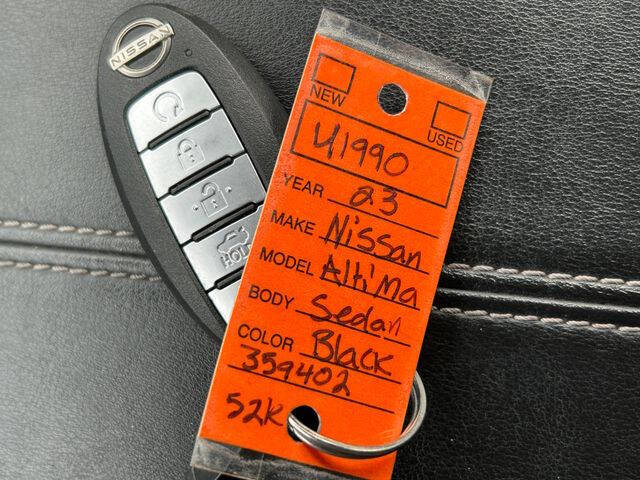 NISSAN
HOLD
NEW
USED
U1990
YEAR 23
MAKE Nissan
MODEL Altima
BODY Sedan
COLOR Black
359402
52K